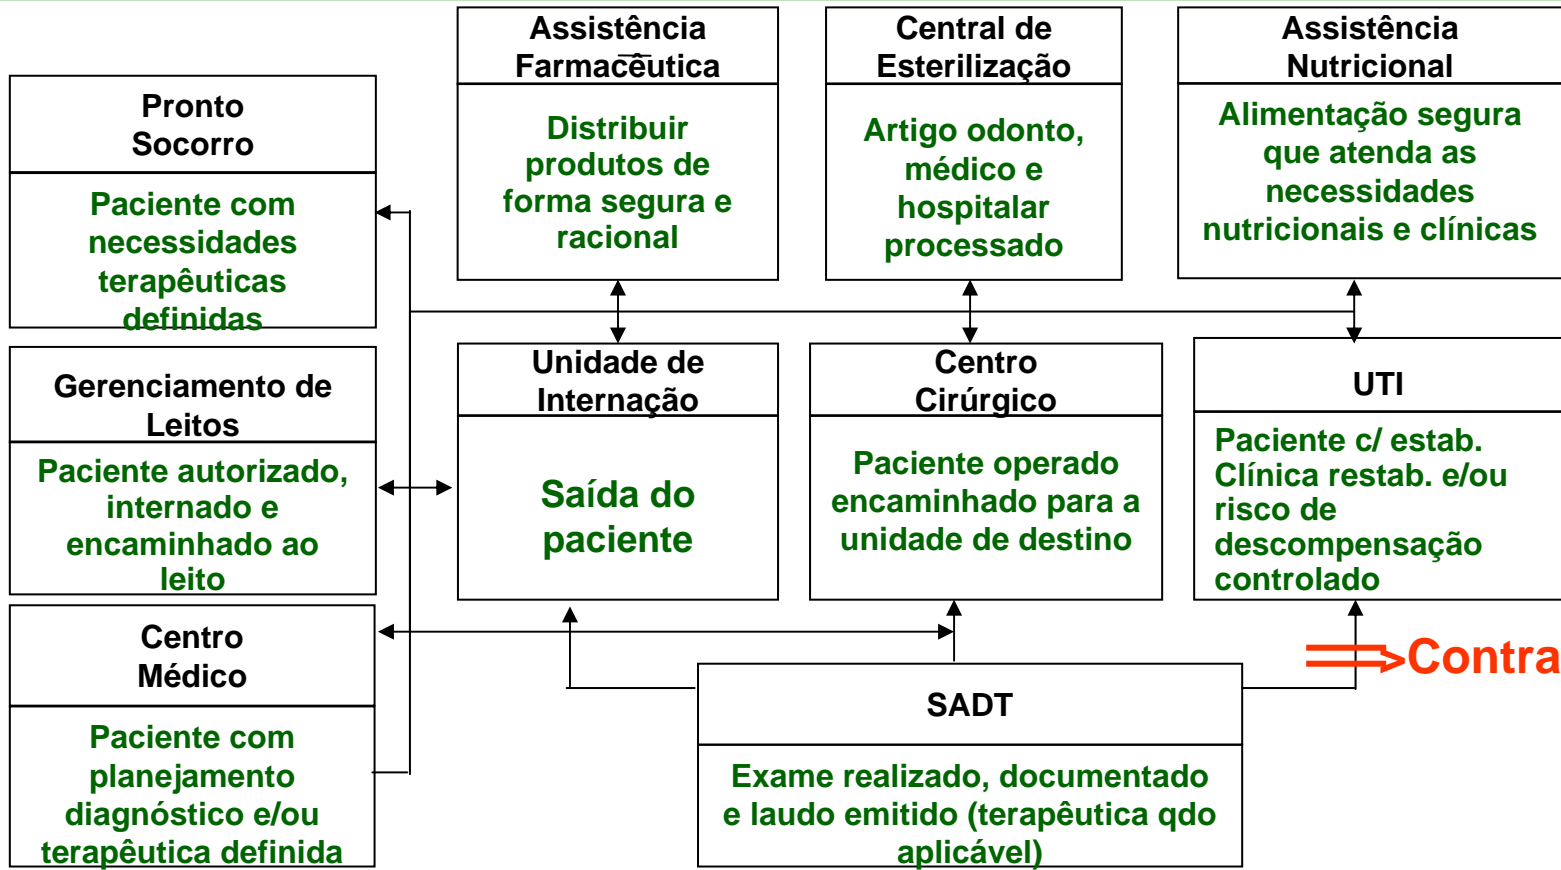 Assistência
Farmacêutica
Distribuir
produtos de
forma segura e
racional
Central de
Esterilização
Artigo odonto,
médico e
hospitalar
processado
Assistência
Nutricional
Alimentação segura
que atenda as
necessidades
nutricionais e clínicas
Pronto
Socorro
Paciente com
necessidades
terapêuticas
definidas
Gerenciamento de
Leitos
Paciente autorizado,
internado e
encaminhado ao
leito
Unidade de
Internação
Saída do
paciente
Centro
Cirúrgico
Paciente operado
encaminhado para a
unidade de destino
UTI
Paciente c/ estab.
Clínica restab. e/ou
risco de
descompensação
controlado
Centro
Médico
Paciente com
planejamento
diagnóstico e/ou
terapêutica definida
SADT
Exame realizado, documentado
e laudo emitido (terapêutica qdo
aplicável)
Contra